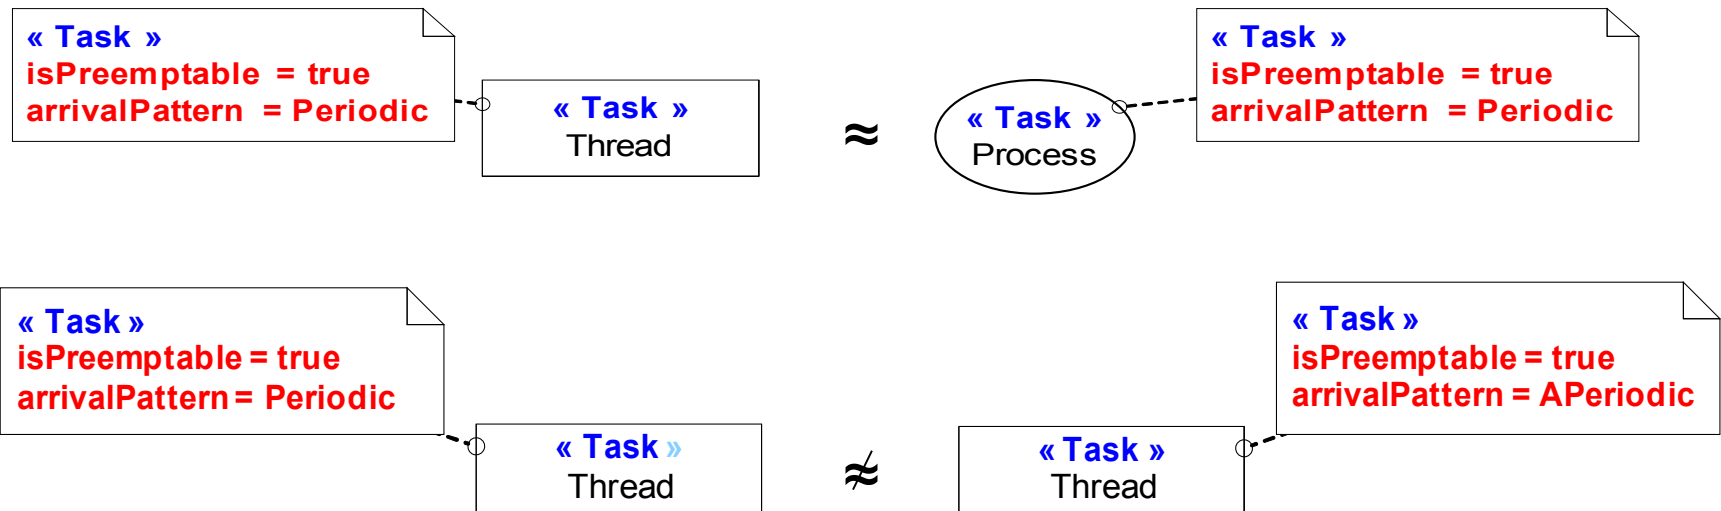 « Task »
isPreemptable = true
arrivalPattern = Periodic
« Task »
Thread
≈
« Task »
Process
« Task »
isPreemptable = true
arrivalPattern = Periodic
« Task »
isPreemptable = true
arrivalPattern = Periodic
« Task »
Thread
≉
« Task »
Thread
« Task »
isPreemptable = true
arrivalPattern = APeriodic